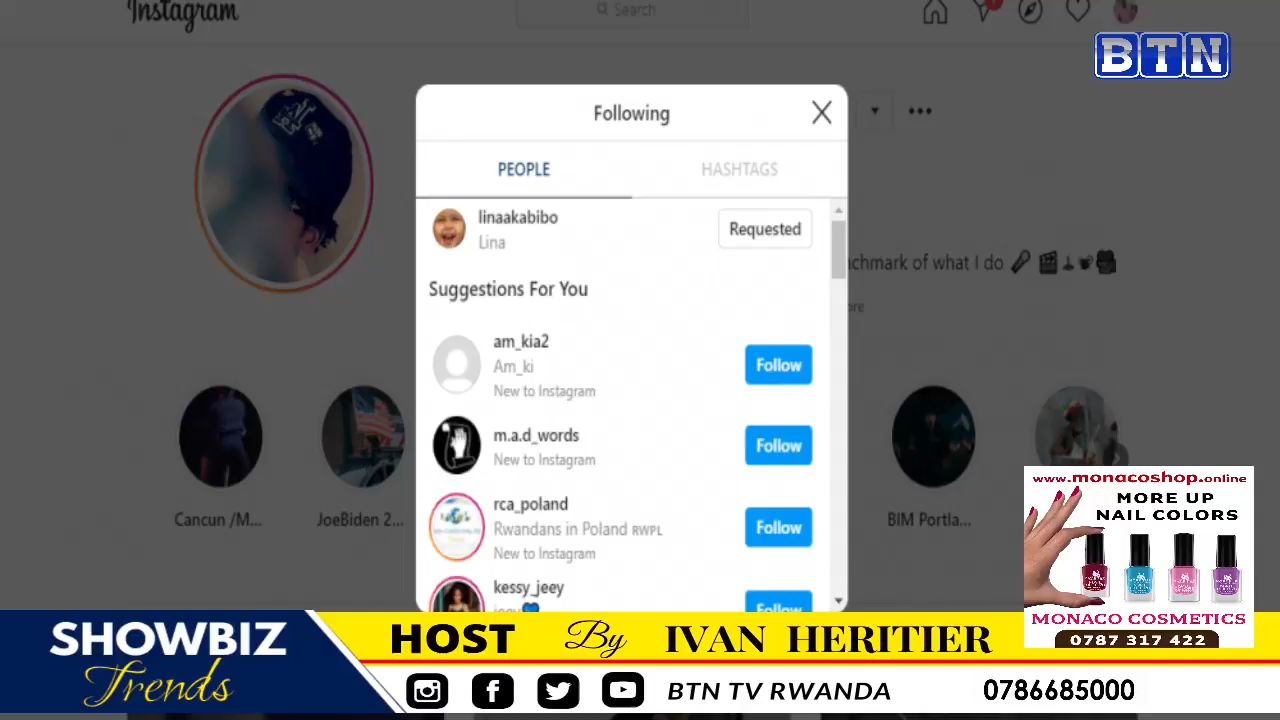 Instagram
Search
BTN
Following
PEOPLE
HASHTAGS
linaakabibo
Lina
Requested
chmark of what I do
Suggestions For You
am_kia2
Am_ki
New to Instagram
Follow
m.a.d_words
New to Instagram
Follow
rca_poland
Rwandans in Poland ʀᴡᴘʟ
New to Instagram
Follow
kessy_jeey
Follow
Cancun /M...
JoeBiden 2...
BIM Portla...
www.monacoshop.online
MORE UP
NAIL COLORS
MONACO COSMETICS
0787 317 422
SHOWBIZ
Trends
HOST By IVAN HERITIER
BTN TV RWANDA
0786685000